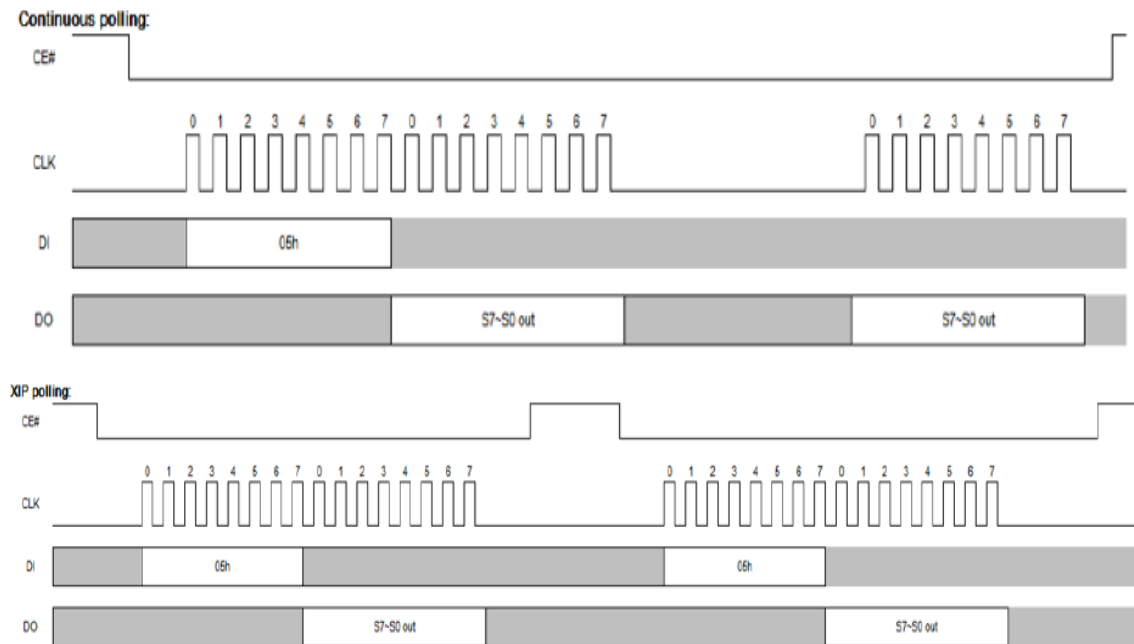 Continuous polling:
CE#
0 1 2 3 4 5 6 7 0 1 2 3 4 5 6 7 0 1 2 3 4 5 6 7
CLK
DI 05h
DO S7~S0 out S7~S0 out
XIP polling:
CE#
0 1 2 3 4 5 6 7 0 1 2 3 4 5 6 7 0 1 2 3 4 5 6 7 0 1 2 3 4 5 6 7
CLK
DI 05h 05h
DO S7~S0 out S7~S0 out